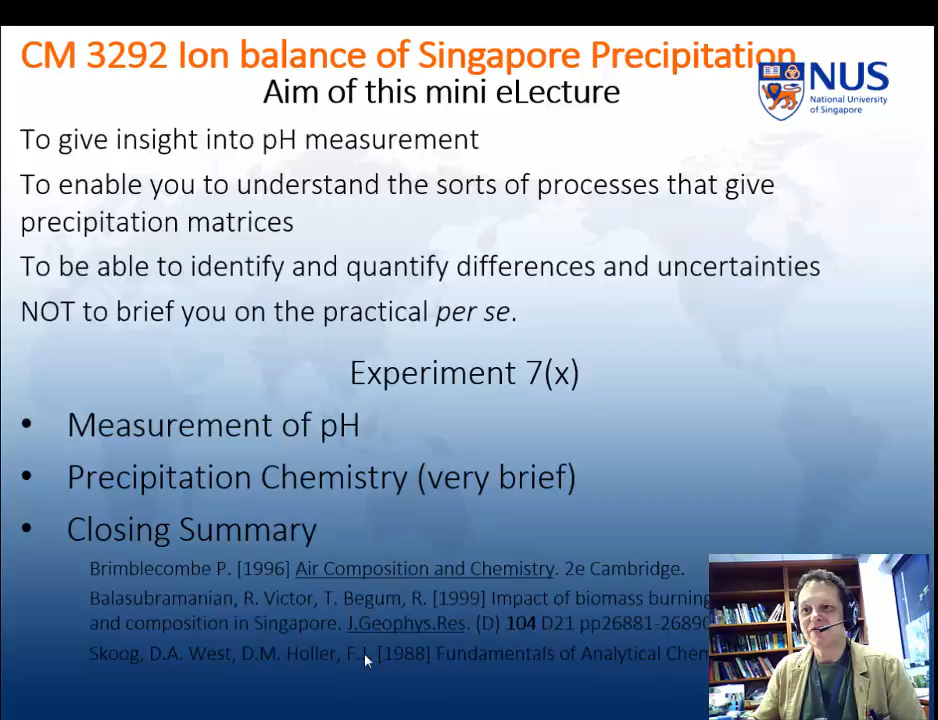 CM 3292 Ion balance of Singapore Precipitation
Aim of this mini eLecture
NUS
National University
of Singapore
To give insight into pH measurement
To enable you to understand the sorts of processes that give
precipitation matrices
To be able to identify and quantify differences and uncertainties
NOT to brief you on the practical per se.
Experiment 7(x)
• Measurement of pH
• Precipitation Chemistry (very brief)
• Closing Summary
Brimblecombe P. [1996] Air Composition and Chemistry. 2e Cambridge.
Balasubramanian, R. Victor, T. Begum, R. [1999] Impact of biomass burning
and composition in Singapore. J.Geophys.Res. (D) 104 D21 pp26881-26890
Skoog, D.A. West, D.M. Holler, F.J. [1988] Fundamentals of Analytical Chem